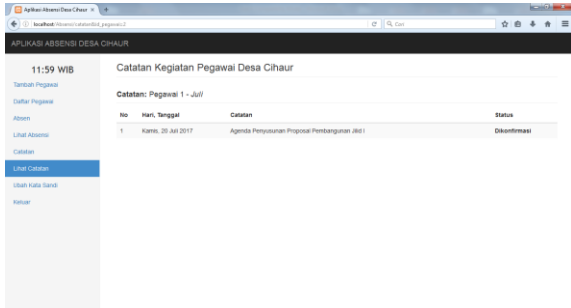 Aplikasi Absensi Desa Cihaur
localhost/Absensi/catatan
Cari
APLIKASI ABSENSI DESA CIHAUR
11:59 WIB
Tambah Pegawai
Daftar Pegawai
Absen
Lihat Absensi
Catatan
Lihat Catatan
Ubah Kata Sandi
Keluar
Catatan Kegiatan Pegawai Desa Cihaur
Catatan: Pegawai 1 - Juli
No Hari, Tanggal Catatan Status
1 Kamis, 20 Juli 2017 Agenda Penyusunan Proposal Pembangunan Jilid I Dikonfirmasi